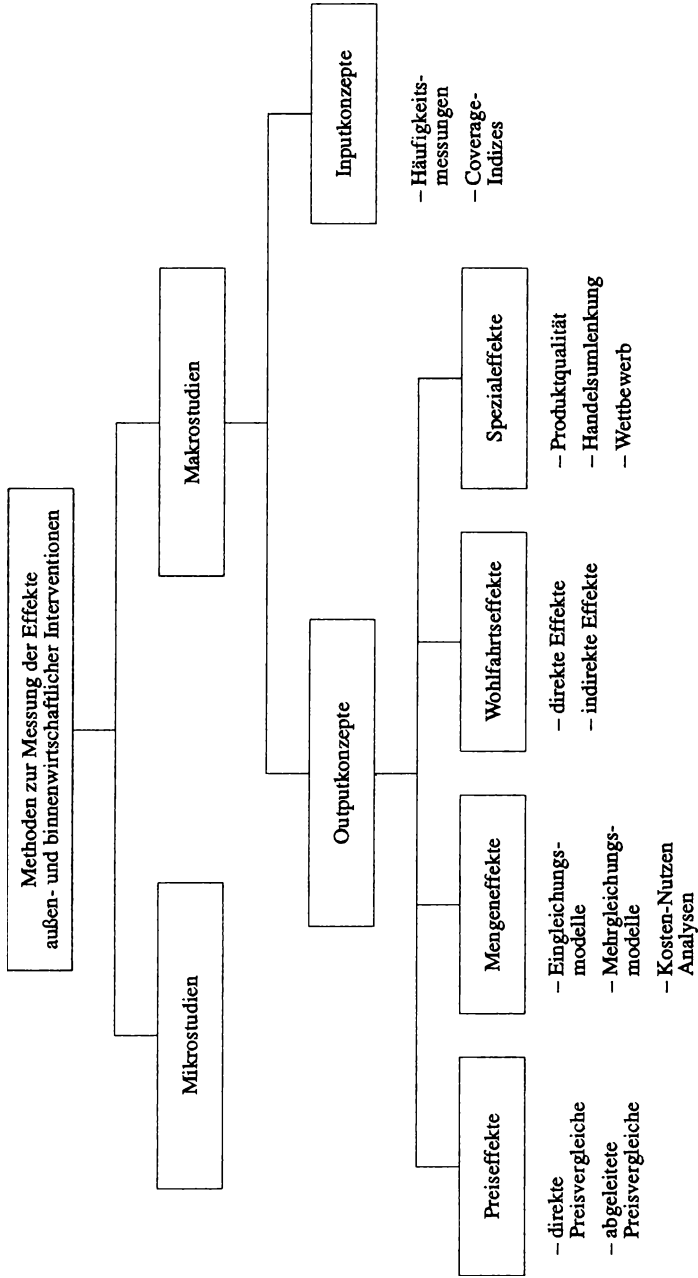 Methoden zur Messung der Effekte
außen- und binnenwirtschaftlicher Interventionen
Mikrostudien
Makrostudien
Outputkonzepte
Inputkonzepte
– Häufigkeits-
messungen
– Coverage-
Indizes
Preiseffekte
– direkte
Preisvergleiche
– abgeleitete
Preisvergleiche
Mengeneffekte
– Eingleichungs-
modelle
– Mehrgleichungs-
modelle
– Kosten-Nutzen
Analysen
Wohlfahrtseffekte
– direkte Effekte
– indirekte Effekte
Spezialeffekte
– Produktqualität
– Handelsumlenkung
– Wettbewerb